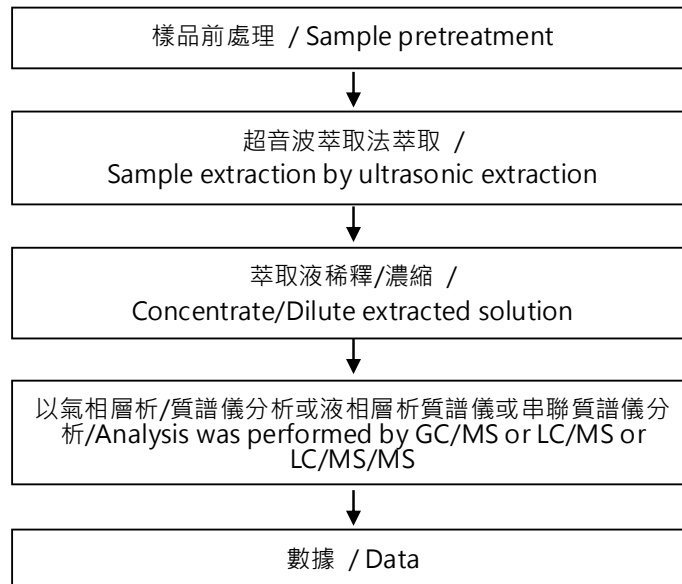 樣品前處理 / Sample pretreatment
超音波萃取法萃取 /
Sample extraction by ultrasonic extraction
萃取液稀釋/濃縮 /
Concentrate/Dilute extracted solution
以氣相層析/質譜儀分析或液相層析質譜儀或串聯質譜儀分
析/Analysis was performed by GC/MS or LC/MS or
LC/MS/MS
數據 / Data